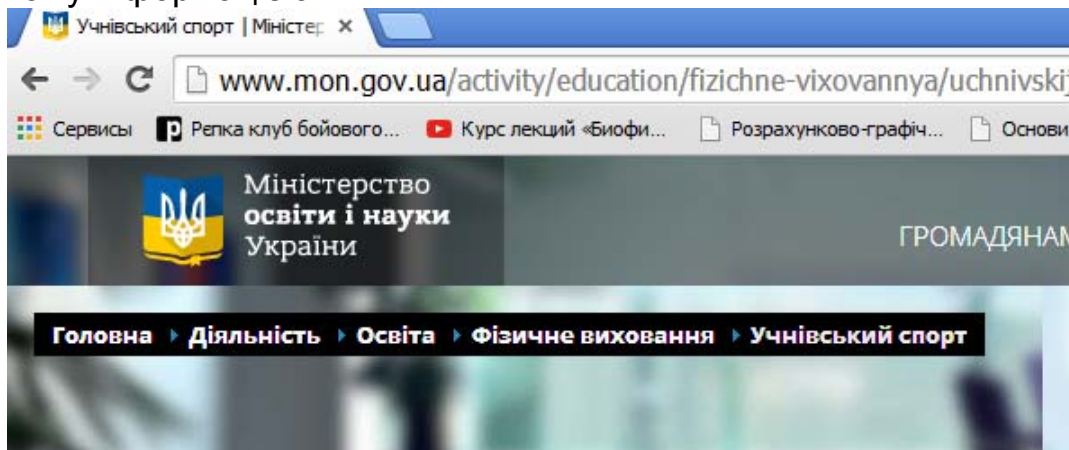 Учнівський спорт | Міністер
www.mon.gov.ua/activity/education/fizichne-vixovannya/uchnivskij
Сервисы Репка клуб бойового... Курс лекций «Биофи... Розрахунково-графіч... Основи
Міністерство
освіти і науки
України
ГРОМАДЯНАМ
Головна Діяльність Освіта Фізичне виховання Учнівський спорт